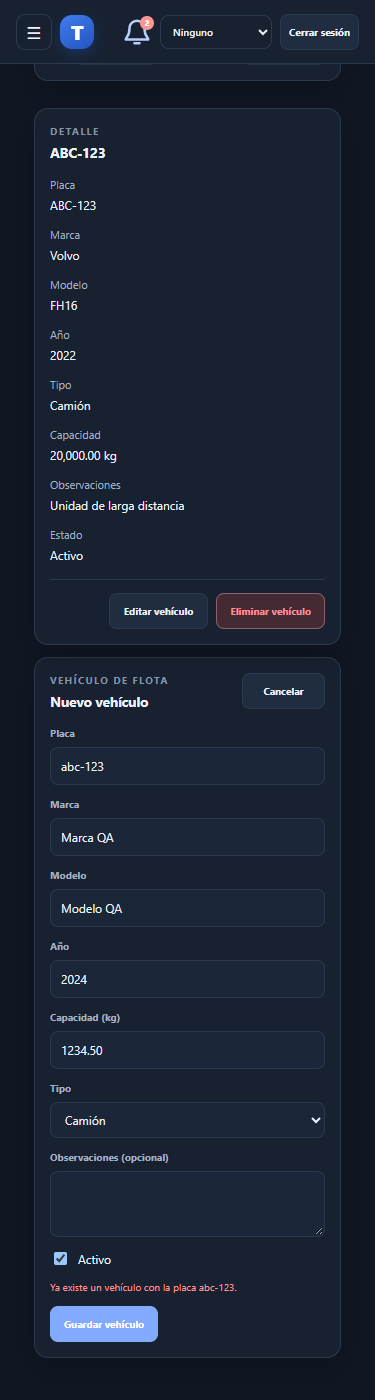 ☰
T
2
Ninguno
Cerrar sesión
DETALLE
ABC-123
Placa
ABC-123
Marca
Volvo
Modelo
FH16
Año
2022
Tipo
Camión
Capacidad
20,000.00 kg
Observaciones
Unidad de larga distancia
Estado
Activo
Editar vehículo
Eliminar vehículo
VEHÍCULO DE FLOTA
Nuevo vehículo
Cancelar
Placa
abc-123
Marca
Marca QA
Modelo
Modelo QA
Año
2024
Capacidad (kg)
1234.50
Tipo
Camión
Observaciones (opcional)
Activo
Ya existe un vehículo con la placa abc-123.
Guardar vehículo